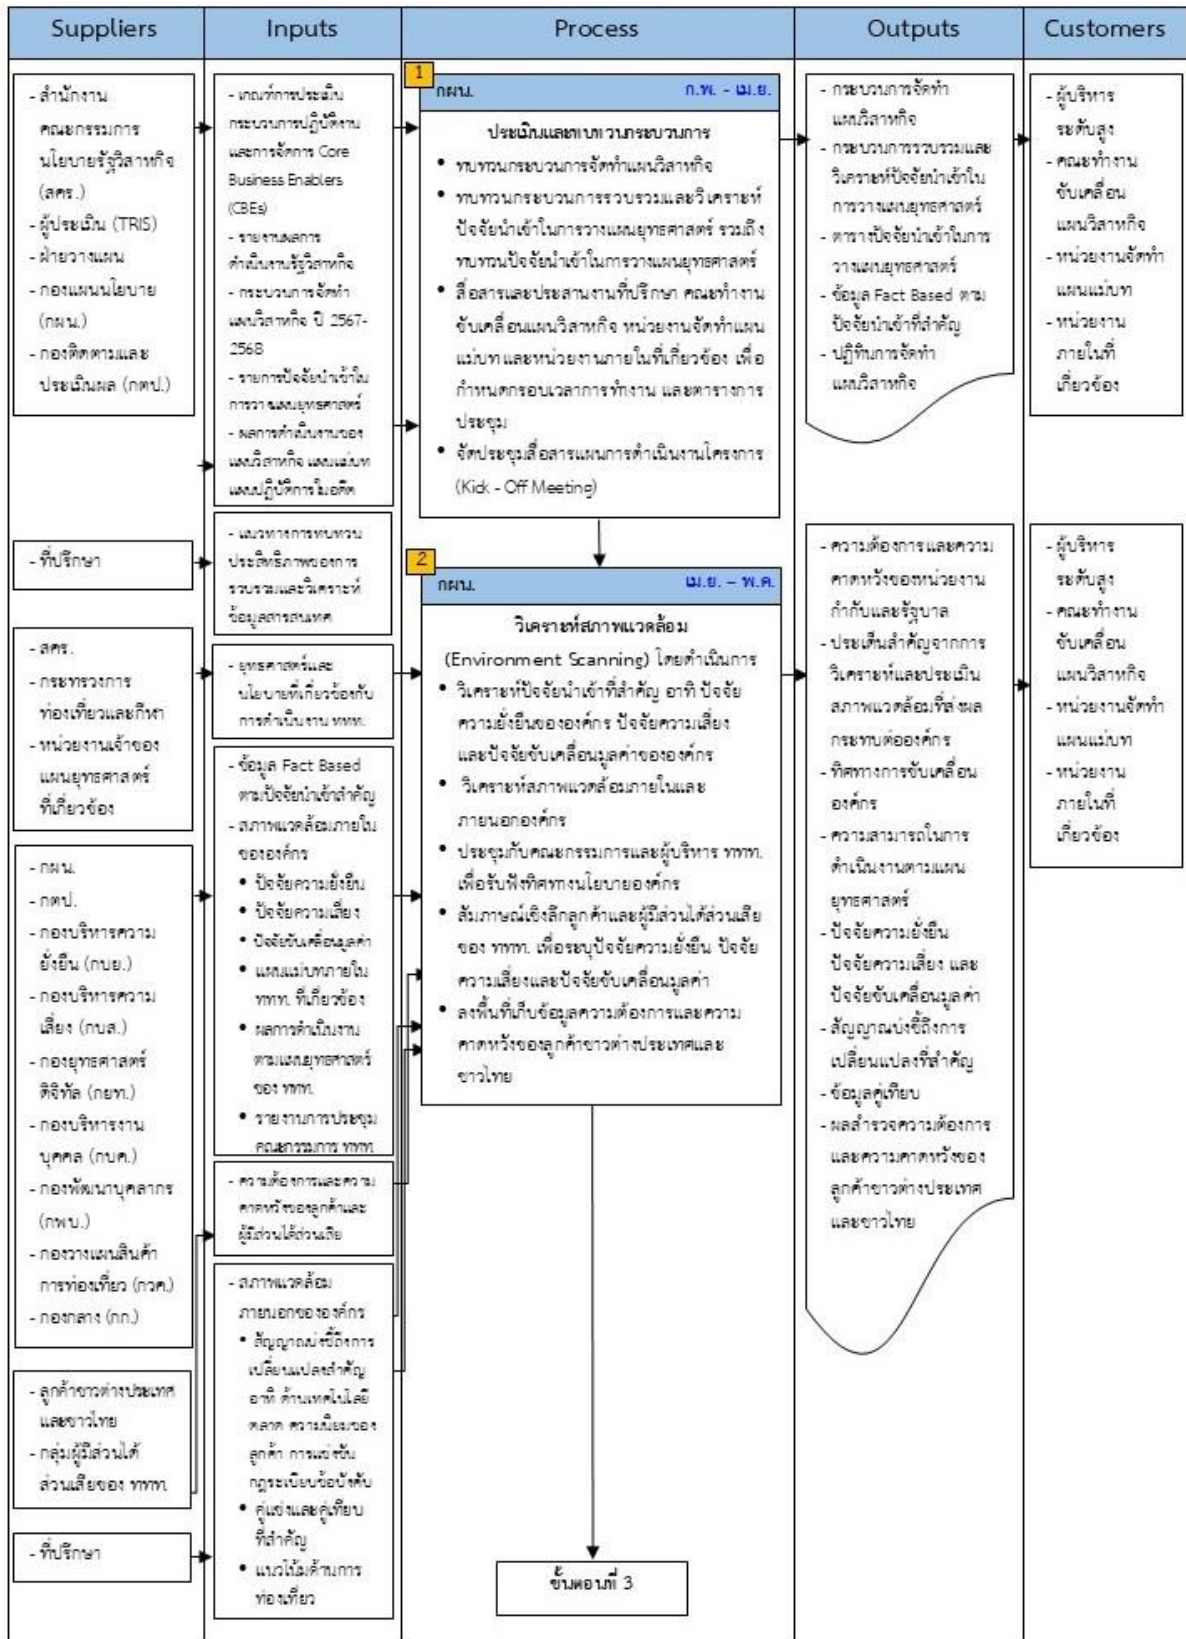 Suppliers
Inputs
Process
Outputs
Customers
- สำนักงาน
คณะกรรมการ
นโยบายรัฐวิสาหกิจ
(สคร.)
- ผู้ประเมิน (TRIS)
- ฝ่ายวางแผน
- กองแผนนโยบาย
(กผน.)
- กองติดตามและ
ประเมินผล (กตป.)
- เกณฑ์การประเมิน
กระบวนการปฏิบัติงาน
และการจัดการ Core
Business Enablers
(CBEs)
- รายงานผลการ
ดำเนินงานรัฐวิสาหกิจ
- กระบวนการจัดทำ
แผนวิสาหกิจ ปี 2567-
2568
- รายการปัจจัยนำเข้าใน
การวางแผนยุทธศาสตร์
- ผลการดำเนินงานของ
แผนวิสาหกิจ แผนแม่บท
แผนปฏิบัติการในอดีต
1
กผน.
ก.พ. - เม.ย.
ประเมินและทบทวนกระบวนการ
• ทบทวนกระบวนการจัดทำแผนวิสาหกิจ
• ทบทวนกระบวนการรวบรวมและวิเคราะห์
ปัจจัยนำเข้าในการวางแผนยุทธศาสตร์ รวมถึง
ทบทวนปัจจัยนำเข้าในการวางแผนยุทธศาสตร์
• สื่อสารและประสานงานที่ปรึกษา คณะทำงาน
ขับเคลื่อนแผนวิสาหกิจ หน่วยงานจัดทำแผน
แม่บทและหน่วยงานภายในที่เกี่ยวข้อง เพื่อ
กำหนดกรอบเวลาการทำงาน และตารางการ
ประชุม
• จัดประชุมสื่อสารแผนการดำเนินงานโครงการ
(Kick - Off Meeting)
- กระบวนการจัดทำ
แผนวิสาหกิจ
- กระบวนการรวบรวมและ
วิเคราะห์ปัจจัยนำเข้าใน
การวางแผนยุทธศาสตร์
- ตารางปัจจัยนำเข้าในการ
วางแผนยุทธศาสตร์
- ข้อมูล Fact Based ตาม
ปัจจัยนำเข้าที่สำคัญ
- ปฏิทินการจัดทำ
แผนวิสาหกิจ
- ผู้บริหาร
ระดับสูง
- คณะทำงาน
ขับเคลื่อน
แผนวิสาหกิจ
- หน่วยงานจัดทำ
แผนแม่บท
- หน่วยงาน
ภายในที่
เกี่ยวข้อง
- ที่ปรึกษา
- แนวทางการทบทวน
ประสิทธิภาพของการ
รวบรวมและวิเคราะห์
ข้อมูลสารสนเทศ
- สคร.
- กระทรวงการ
ท่องเที่ยวและกีฬา
- หน่วยงานเจ้าของ
แผนยุทธศาสตร์
ที่เกี่ยวข้อง
- ยุทธศาสตร์และ
นโยบายที่เกี่ยวข้องกับ
การดำเนินงาน ททท.
- กผน.
- กตป.
- กองบริหารความ
ยั่งยืน (กบย.)
- กองบริหารความ
เสี่ยง (กบส.)
- กองยุทธศาสตร์
ดิจิทัล (กยท.)
- กองบริหารงาน
บุคคล (กบค.)
- กองพัฒนาบุคลากร
(กพบ.)
- กองวางแผนสินค้า
การท่องเที่ยว (กวค.)
- กองกลาง (กก.)
- ข้อมูล Fact Based
ตามปัจจัยนำเข้าสำคัญ
- สภาพแวดล้อมภายใน
ขององค์กร
• ปัจจัยความยั่งยืน
• ปัจจัยความเสี่ยง
• ปัจจัยขับเคลื่อนมูลค่า
• แผนแม่บทภายใน
ททท. ที่เกี่ยวข้อง
• ผลการดำเนินงาน
ตามแผนยุทธศาสตร์
ของ ททท.
• รายงานการประชุม
คณะกรรมการ ททท.
- ความต้องการและความ
คาดหวังของลูกค้าและ
ผู้มีส่วนได้ส่วนเสีย
- ลูกค้าชาวต่างประเทศ
และชาวไทย
- กลุ่มผู้มีส่วนได้
ส่วนเสียของ ททท.
- ที่ปรึกษา
- สภาพแวดล้อม
ภายนอกขององค์กร
• สัญญาณบ่งชี้ถึงการ
เปลี่ยนแปลงสำคัญ
อาทิ ด้านเทคโนโลยี
ตลาด ความนิยมของ
ลูกค้า การแข่งขัน
กฎระเบียบข้อบังคับ
• คู่แข่งและคู่เทียบ
ที่สำคัญ
• แนวโน้มด้านการ
ท่องเที่ยว
2
กผน.
เม.ย. – พ.ค.
วิเคราะห์สภาพแวดล้อม
(Environment Scanning) โดยดำเนินการ
• วิเคราะห์ปัจจัยนำเข้าที่สำคัญ อาทิ ปัจจัย
ความยั่งยืนขององค์กร ปัจจัยความเสี่ยง
และปัจจัยขับเคลื่อนมูลค่าขององค์กร
• วิเคราะห์สภาพแวดล้อมภายในและ
ภายนอกองค์กร
• ประชุมกับคณะกรรมการและผู้บริหาร ททท.
เพื่อรับฟังทิศทางนโยบายองค์กร
• สัมภาษณ์เชิงลึกลูกค้าและผู้มีส่วนได้ส่วนเสีย
ของ ททท. เพื่อระบุปัจจัยความยั่งยืน ปัจจัย
ความเสี่ยงและปัจจัยขับเคลื่อนมูลค่า
• ลงพื้นที่เก็บข้อมูลความต้องการและความ
คาดหวังของลูกค้าชาวต่างประเทศและ
ชาวไทย
ขั้นตอนที่ 3
- ความต้องการและความ
คาดหวังของหน่วยงาน
กำกับและรัฐบาล
- ประเด็นสำคัญจากการ
วิเคราะห์และประเมิน
สภาพแวดล้อมที่ส่งผล
กระทบต่อองค์กร
- ทิศทางการขับเคลื่อน
องค์กร
- ความสามารถในการ
ดำเนินงานตามแผน
ยุทธศาสตร์
- ปัจจัยความยั่งยืน
ปัจจัยความเสี่ยง และ
ปัจจัยขับเคลื่อนมูลค่า
- สัญญาณบ่งชี้ถึงการ
เปลี่ยนแปลงที่สำคัญ
- ข้อมูลคู่เทียบ
- ผลสำรวจความต้องการ
และความคาดหวังของ
ลูกค้าชาวต่างประเทศ
และชาวไทย
- ผู้บริหาร
ระดับสูง
- คณะทำงาน
ขับเคลื่อน
แผนวิสาหกิจ
- หน่วยงานจัดทำ
แผนแม่บท
- หน่วยงาน
ภายในที่
เกี่ยวข้อง